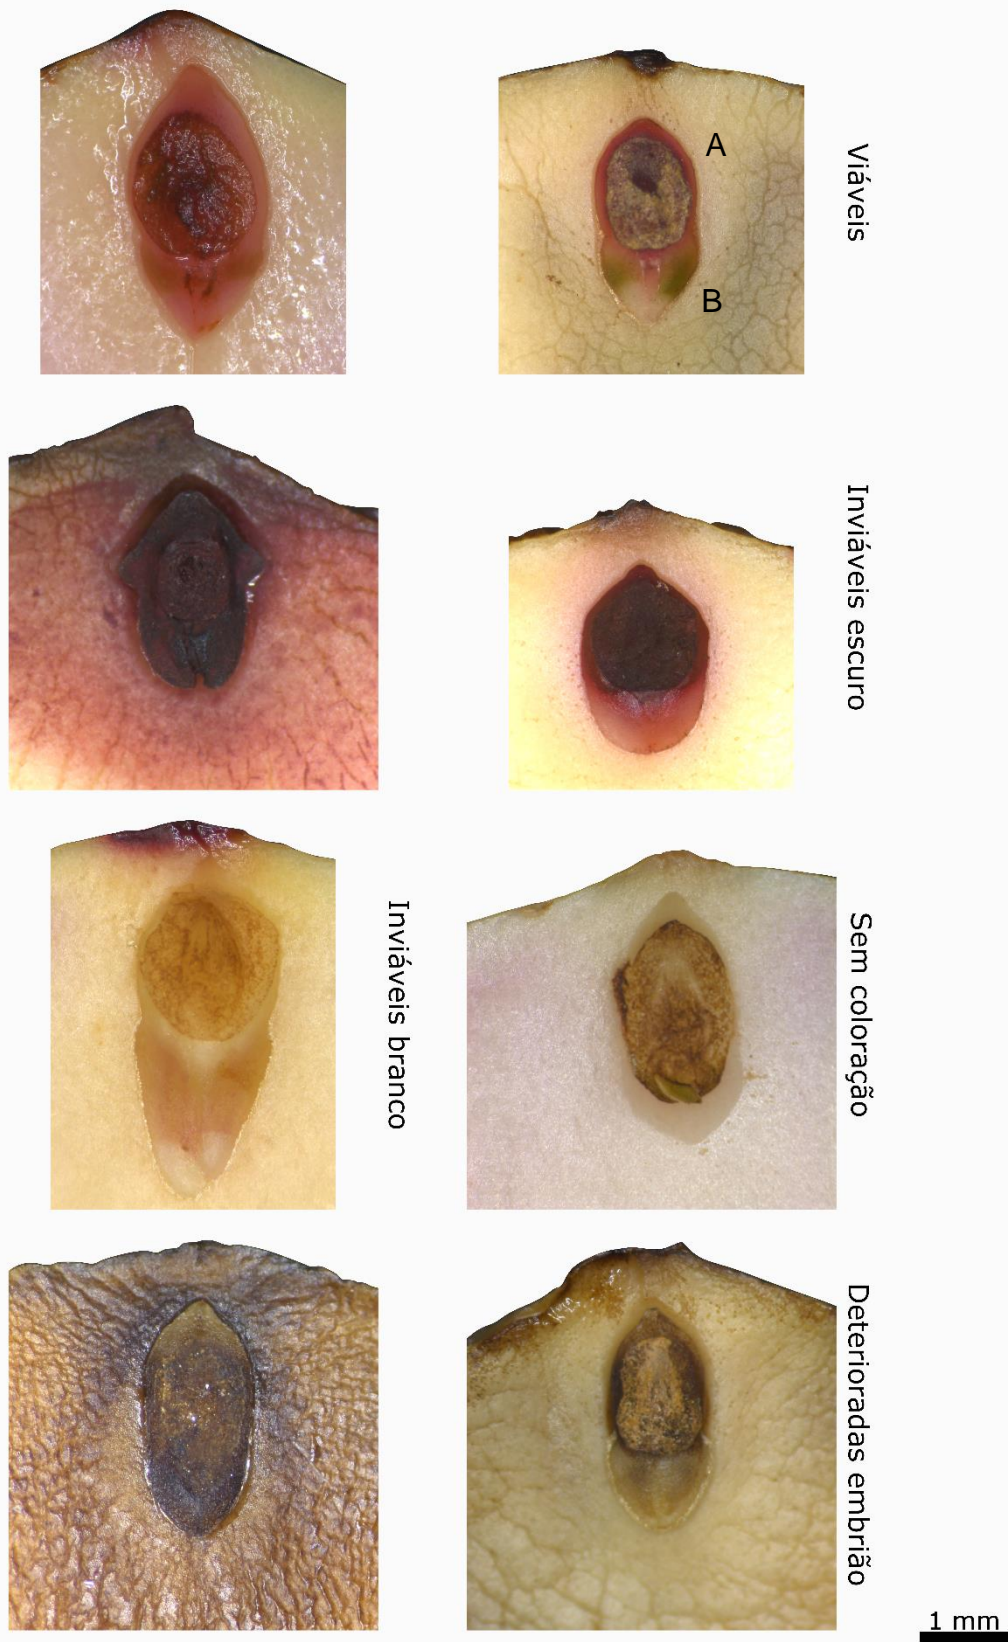 A
Viáveis
B
Inviáveis escuro
Inviáveis branco
Sem coloração
Deterioradas embrião
1 mm